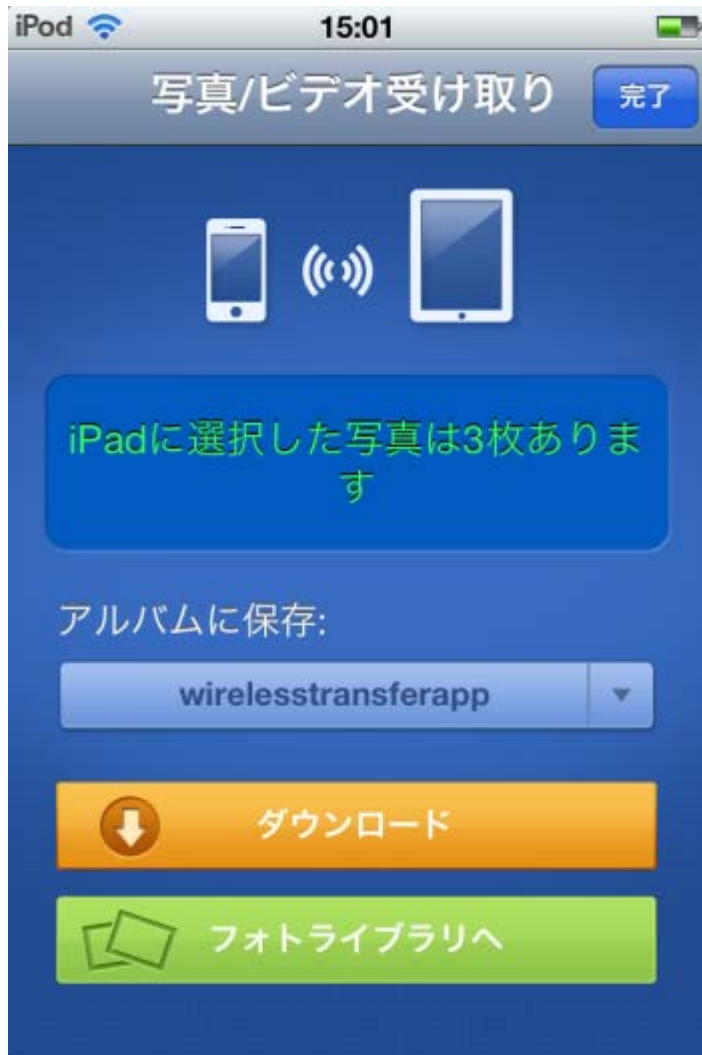 iPod 15:01
写真/ビデオ受け取り 完了
iPadに選択した写真は3枚ありま
す
アルバムに保存:
wirelesstransferapp
ダウンロード
フォトライブラリへ